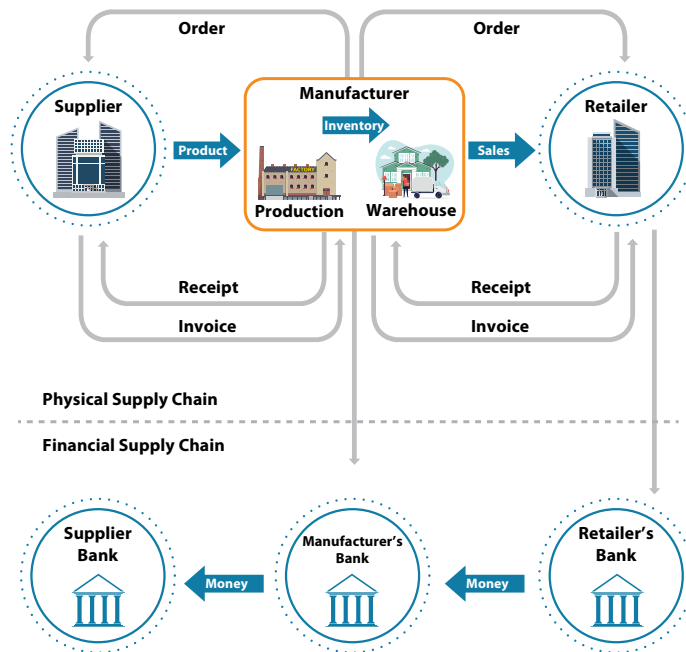 Order
Order
Supplier
Manufacturer
Retailer
Product
Inventory
Sales
FACTORY
Production
Warehouse
Receipt
Receipt
Invoice
Invoice
Physical Supply Chain
Financial Supply Chain
Supplier
Bank
Manufacturer's
Bank
Retailer's
Bank
Money
Money